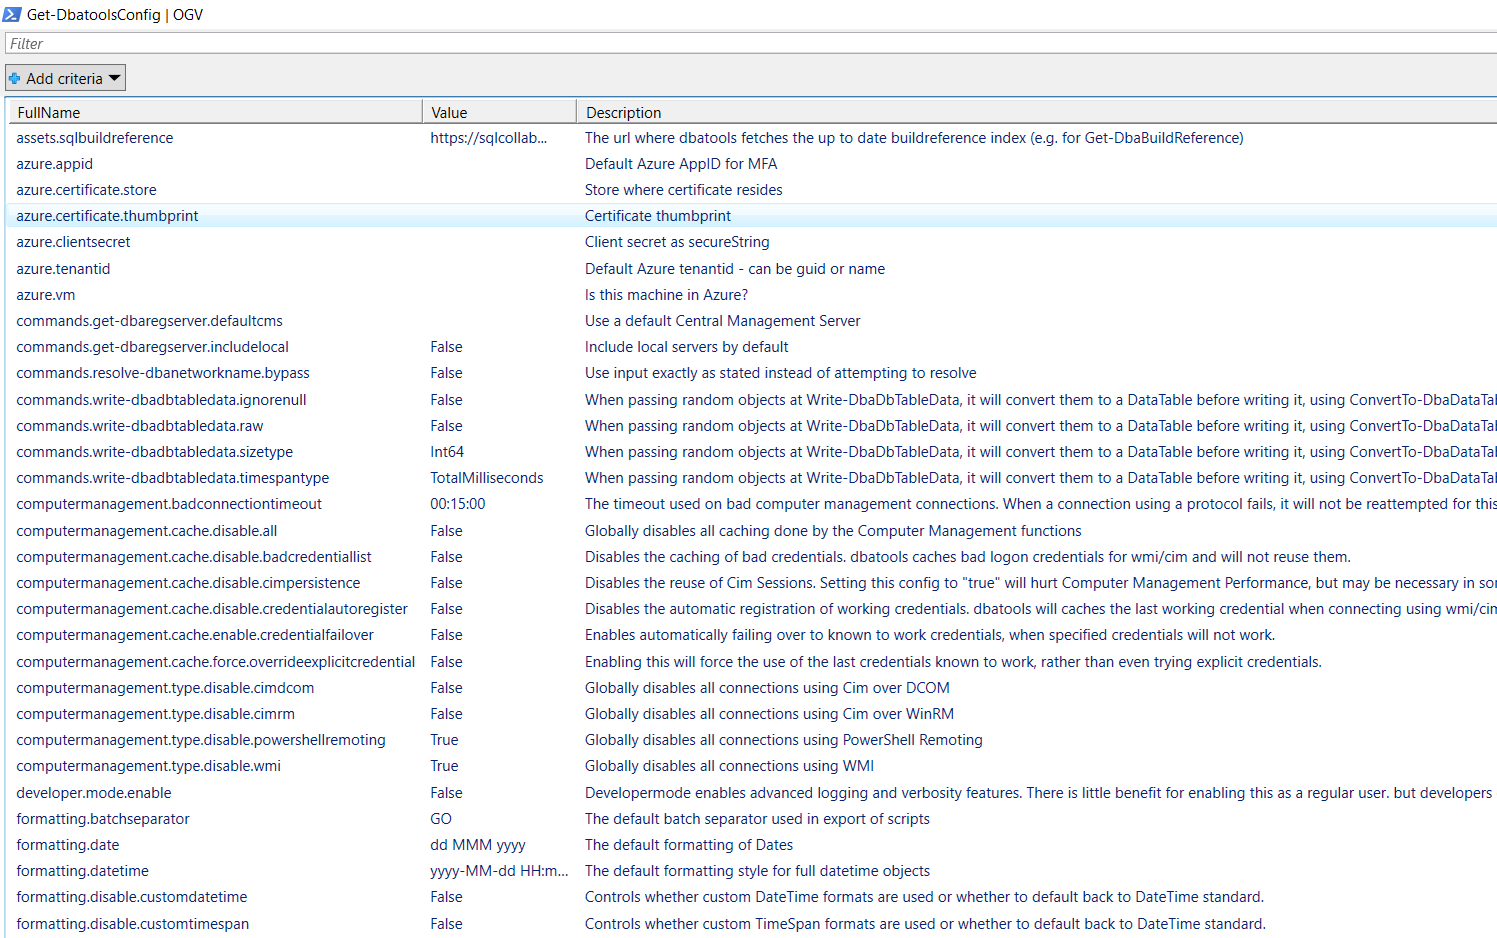 Get-DbatoolsConfig | OGV
Filter
Add criteria
FullName Value Description
assets.sqlbuildreference https://sqlcollab... The url where dbatools fetches the up to date buildreference index (e.g. for Get-DbaBuildReference)
azure.appid Default Azure AppID for MFA
azure.certificate.store Store where certificate resides
azure.certificate.thumbprint Certificate thumbprint
azure.clientsecret Client secret as secureString
azure.tenantid Default Azure tenantid - can be guid or name
azure.vm Is this machine in Azure?
commands.get-dbaregserver.defaultcms Use a default Central Management Server
commands.get-dbaregserver.includelocal False Include local servers by default
commands.resolve-dbanetworkname.bypass False Use input exactly as stated instead of attempting to resolve
commands.write-dbadbtabledata.ignorenull False When passing random objects at Write-DbaDbTableData, it will convert them to a DataTable before writing it, using ConvertTo-DbaDataTal
commands.write-dbadbtabledata.raw False When passing random objects at Write-DbaDbTableData, it will convert them to a DataTable before writing it, using ConvertTo-DbaDataTal
commands.write-dbadbtabledata.sizetype Int64 When passing random objects at Write-DbaDbTableData, it will convert them to a DataTable before writing it, using ConvertTo-DbaDataTal
commands.write-dbadbtabledata.timespantype TotalMilliseconds When passing random objects at Write-DbaDbTableData, it will convert them to a DataTable before writing it, using ConvertTo-DbaDataTal
computermanagement.badconnectiontimeout 00:15:00 The timeout used on bad computer management connections. When a connection using a protocol fails, it will not be reattempted for this
computermanagement.cache.disable.all False Globally disables all caching done by the Computer Management functions
computermanagement.cache.disable.badcredentiallist False Disables the caching of bad credentials. dbatools caches bad logon credentials for wmi/cim and will not reuse them.
computermanagement.cache.disable.cimpersistence False Disables the reuse of Cim Sessions. Setting this config to "true" will hurt Computer Management Performance, but may be necessary in sor
computermanagement.cache.disable.credentialautoregister False Disables the automatic registration of working credentials. dbatools will caches the last working credential when connecting using wmi/cim
computermanagement.cache.enable.credentialfailover False Enables automatically failing over to known to work credentials, when specified credentials will not work.
computermanagement.cache.force.overrideexplicitcredential False Enabling this will force the use of the last credentials known to work, rather than even trying explicit credentials.
computermanagement.type.disable.cimdcom False Globally disables all connections using Cim over DCOM
computermanagement.type.disable.cimrm False Globally disables all connections using Cim over WinRM
computermanagement.type.disable.powershellremoting True Globally disables all connections using PowerShell Remoting
computermanagement.type.disable.wmi True Globally disables all connections using WMI
developer.mode.enable False Developermode enables advanced logging and verbosity features. There is little benefit for enabling this as a regular user. but developers
formatting.batchseparator GO The default batch separator used in export of scripts
formatting.date dd MMM yyyy The default formatting of Dates
formatting.datetime yyyy-MM-dd HH:m... The default formatting style for full datetime objects
formatting.disable.customdatetime False Controls whether custom DateTime formats are used or whether to default back to DateTime standard.
formatting.disable.customtimespan False Controls whether custom TimeSpan formats are used or whether to default back to DateTime standard.